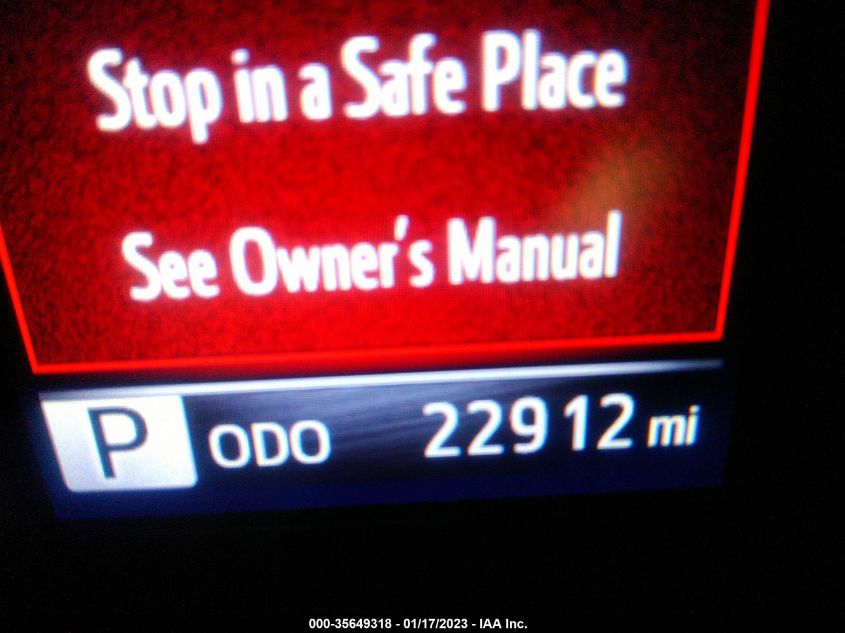 Stop in a Safe Place
See Owner's Manual
P ODO 22912 mi
000-35649318 - 01/17/2023 - IAA Inc.